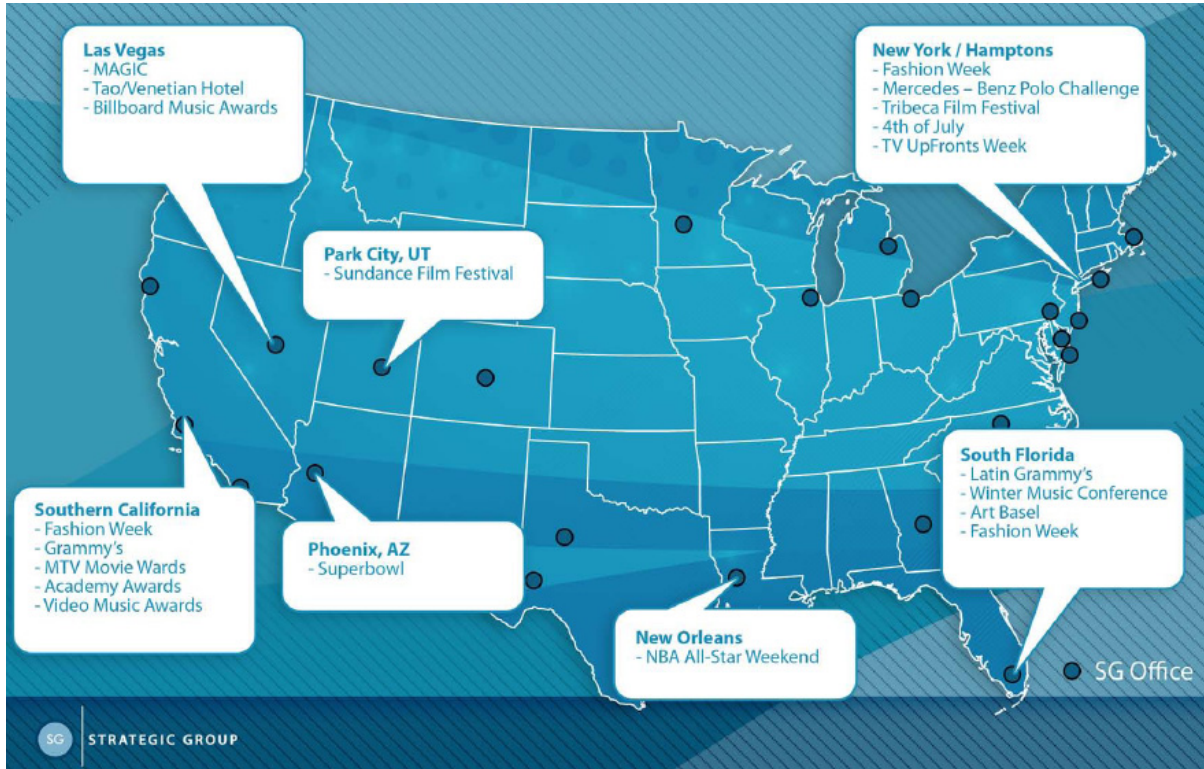 Las Vegas
- MAGIC
- Tao/Venetian Hotel
- Billboard Music Awards
New York / Hamptons
- Fashion Week
- Mercedes – Benz Polo Challenge
- Tribeca Film Festival
- 4th of July
- TV UpFronts Week
Park City, UT
- Sundance Film Festival
Southern California
- Fashion Week
- Grammy's
- MTV Movie Wards
- Academy Awards
- Video Music Awards
Phoenix, AZ
- Superbowl
New Orleans
- NBA All-Star Weekend
South Florida
- Latin Grammy's
- Winter Music Conference
- Art Basel
- Fashion Week
SG Office
SG STRATEGIC GROUP